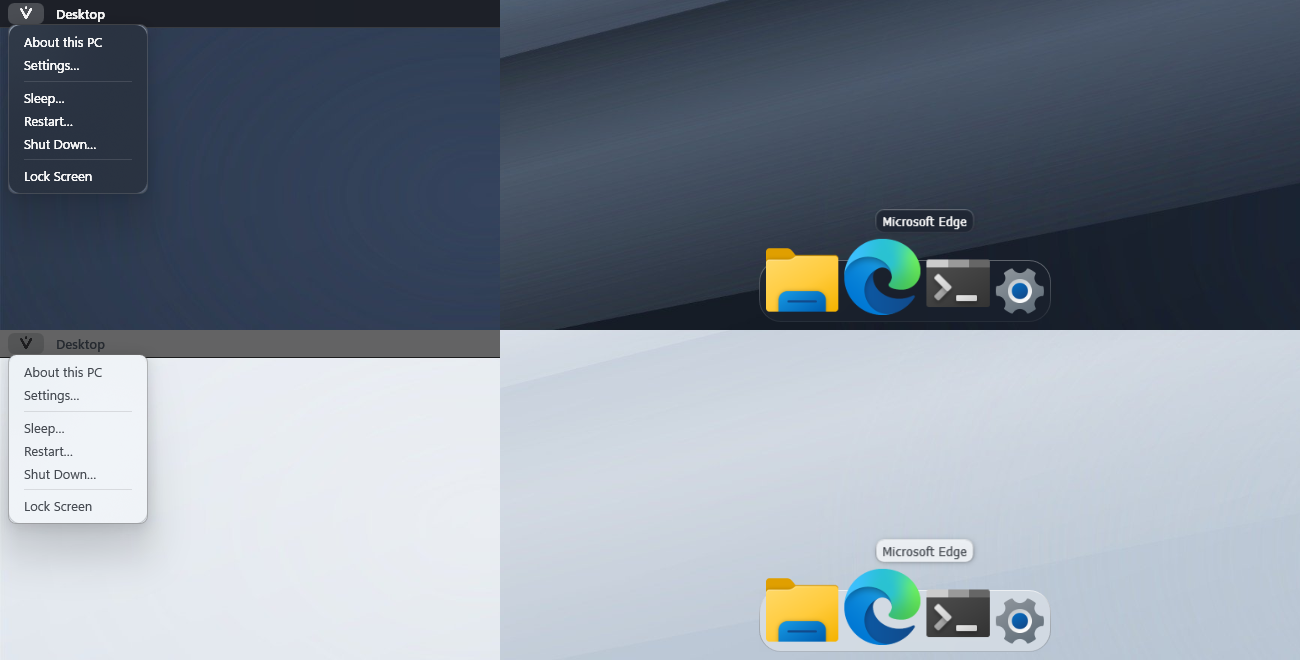 Desktop
About this PC
Settings...
Sleep...
Restart...
Shut Down...
Lock Screen
Microsoft Edge
Desktop
About this PC
Settings...
Sleep...
Restart...
Shut Down...
Lock Screen
Microsoft Edge